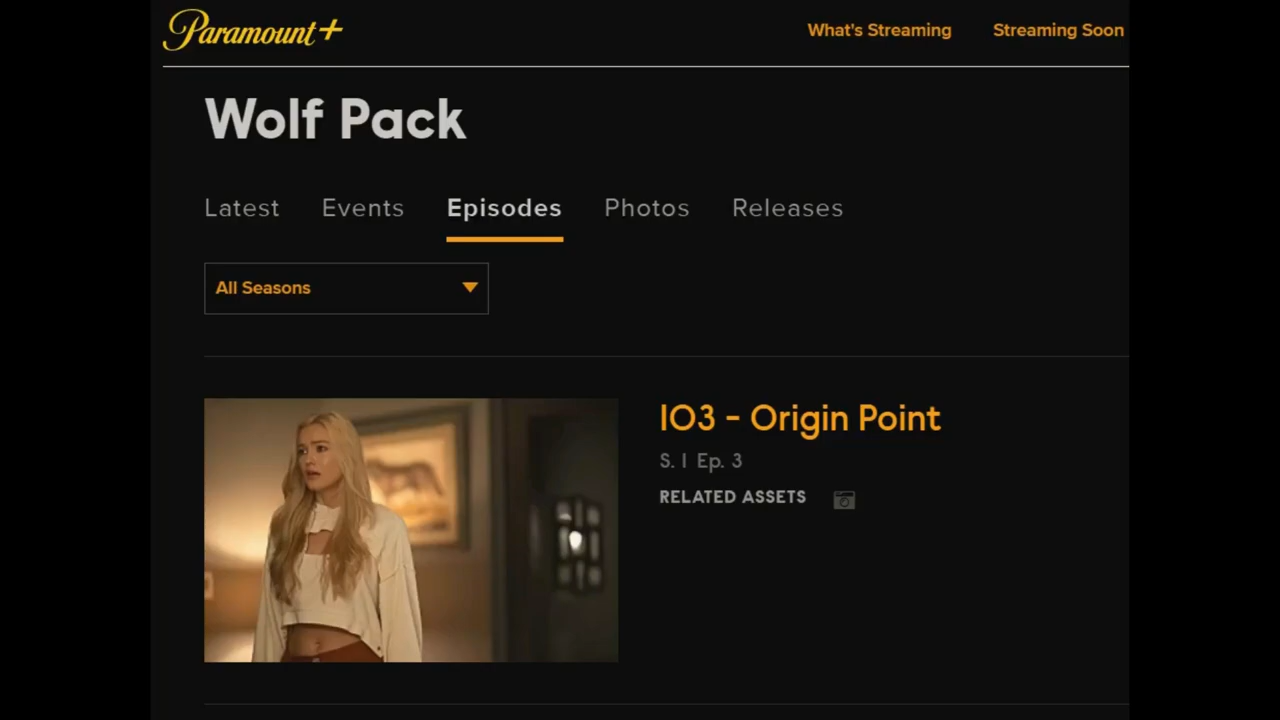 Paramount+
What's Streaming
Streaming Soon
Wolf Pack
Latest
Events
Episodes
Photos
Releases
All Seasons
103 - Origin Point
S. 1 Ep. 3
RELATED ASSETS